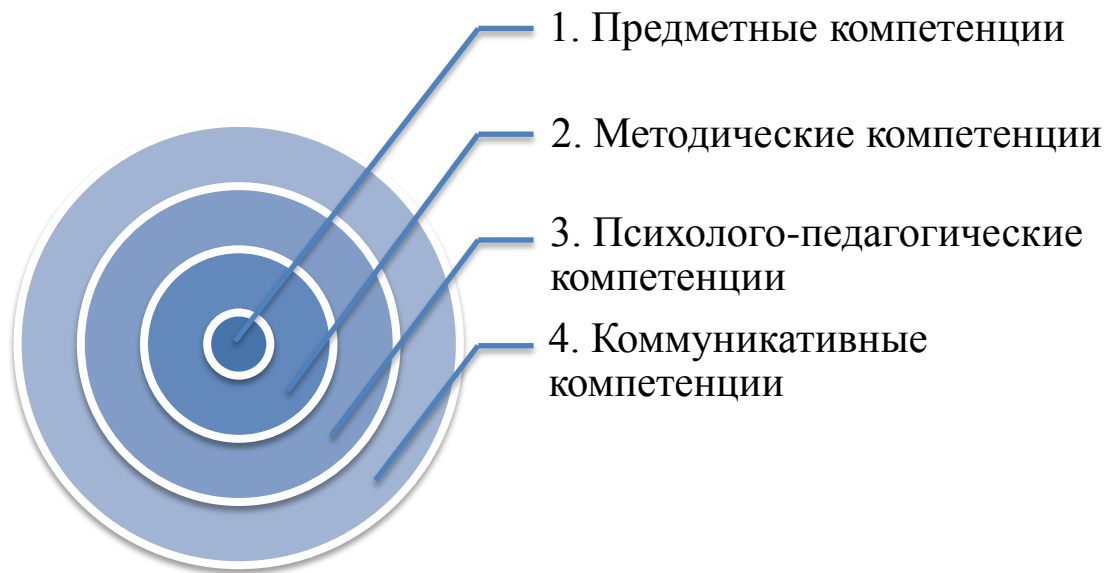 1. Предметные компетенции
2. Методические компетенции
3. Психолого-педагогические
компетенции
4. Коммуникативные
компетенции